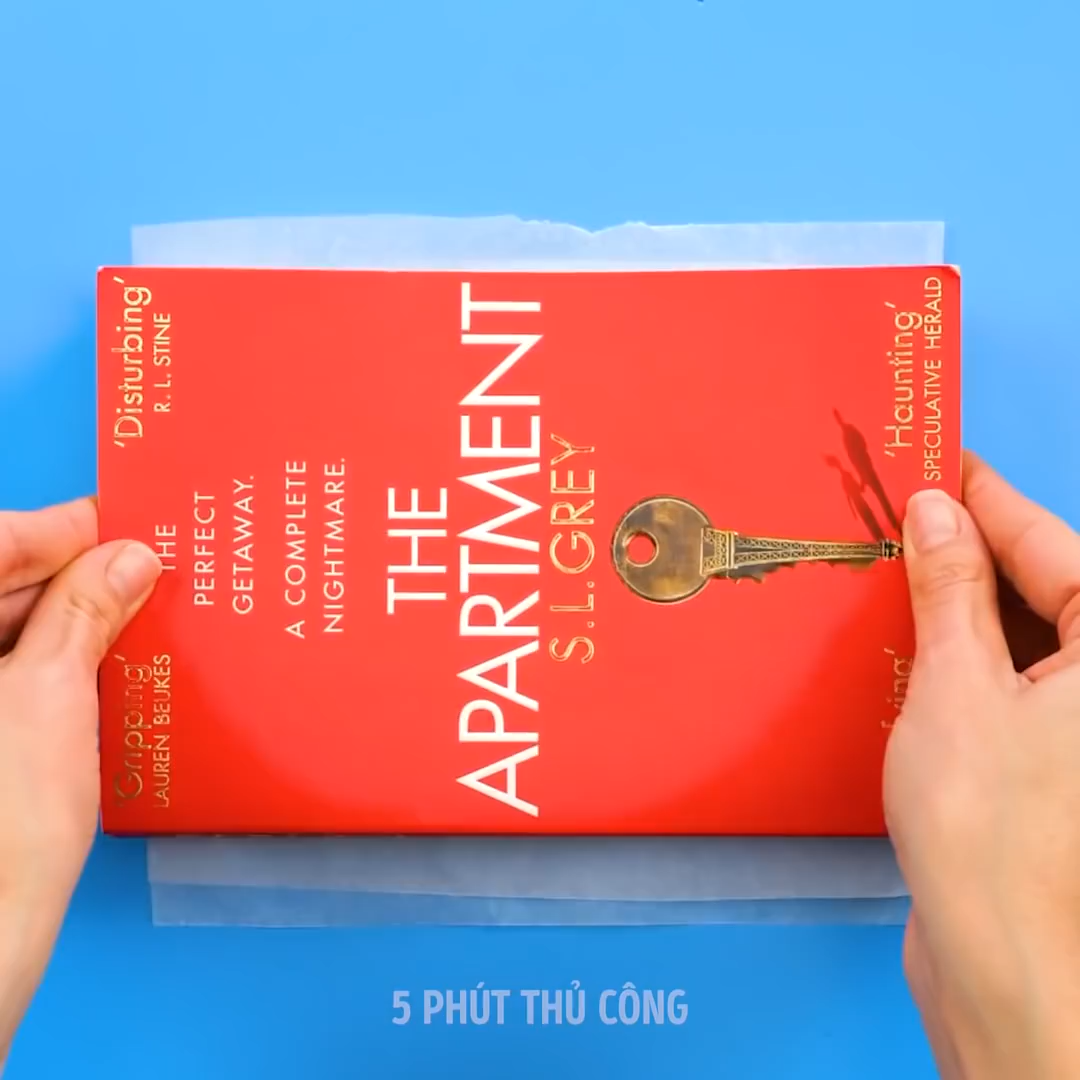 'Disturbing'
R. L. STINE
'Gripping'
LAUREN BEUKES
THE
PERFECT
GETAWAY.
A COMPLETE
NIGHTMARE.
THE
APARTMENT
S.L.GREY
'Haunting'
SPECULATIVE HERALD
5 PHÚT THỦ CÔNG